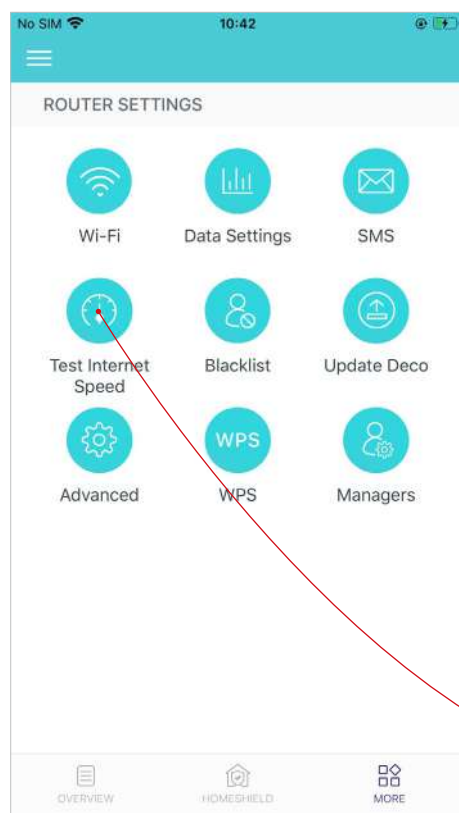 No SIM 10:42
ROUTER SETTINGS
Wi-Fi Data Settings SMS
Test Internet Speed Blacklist Update Deco
WPS
Advanced WPS Managers
OVERVIEW HOMESHIELD MORE